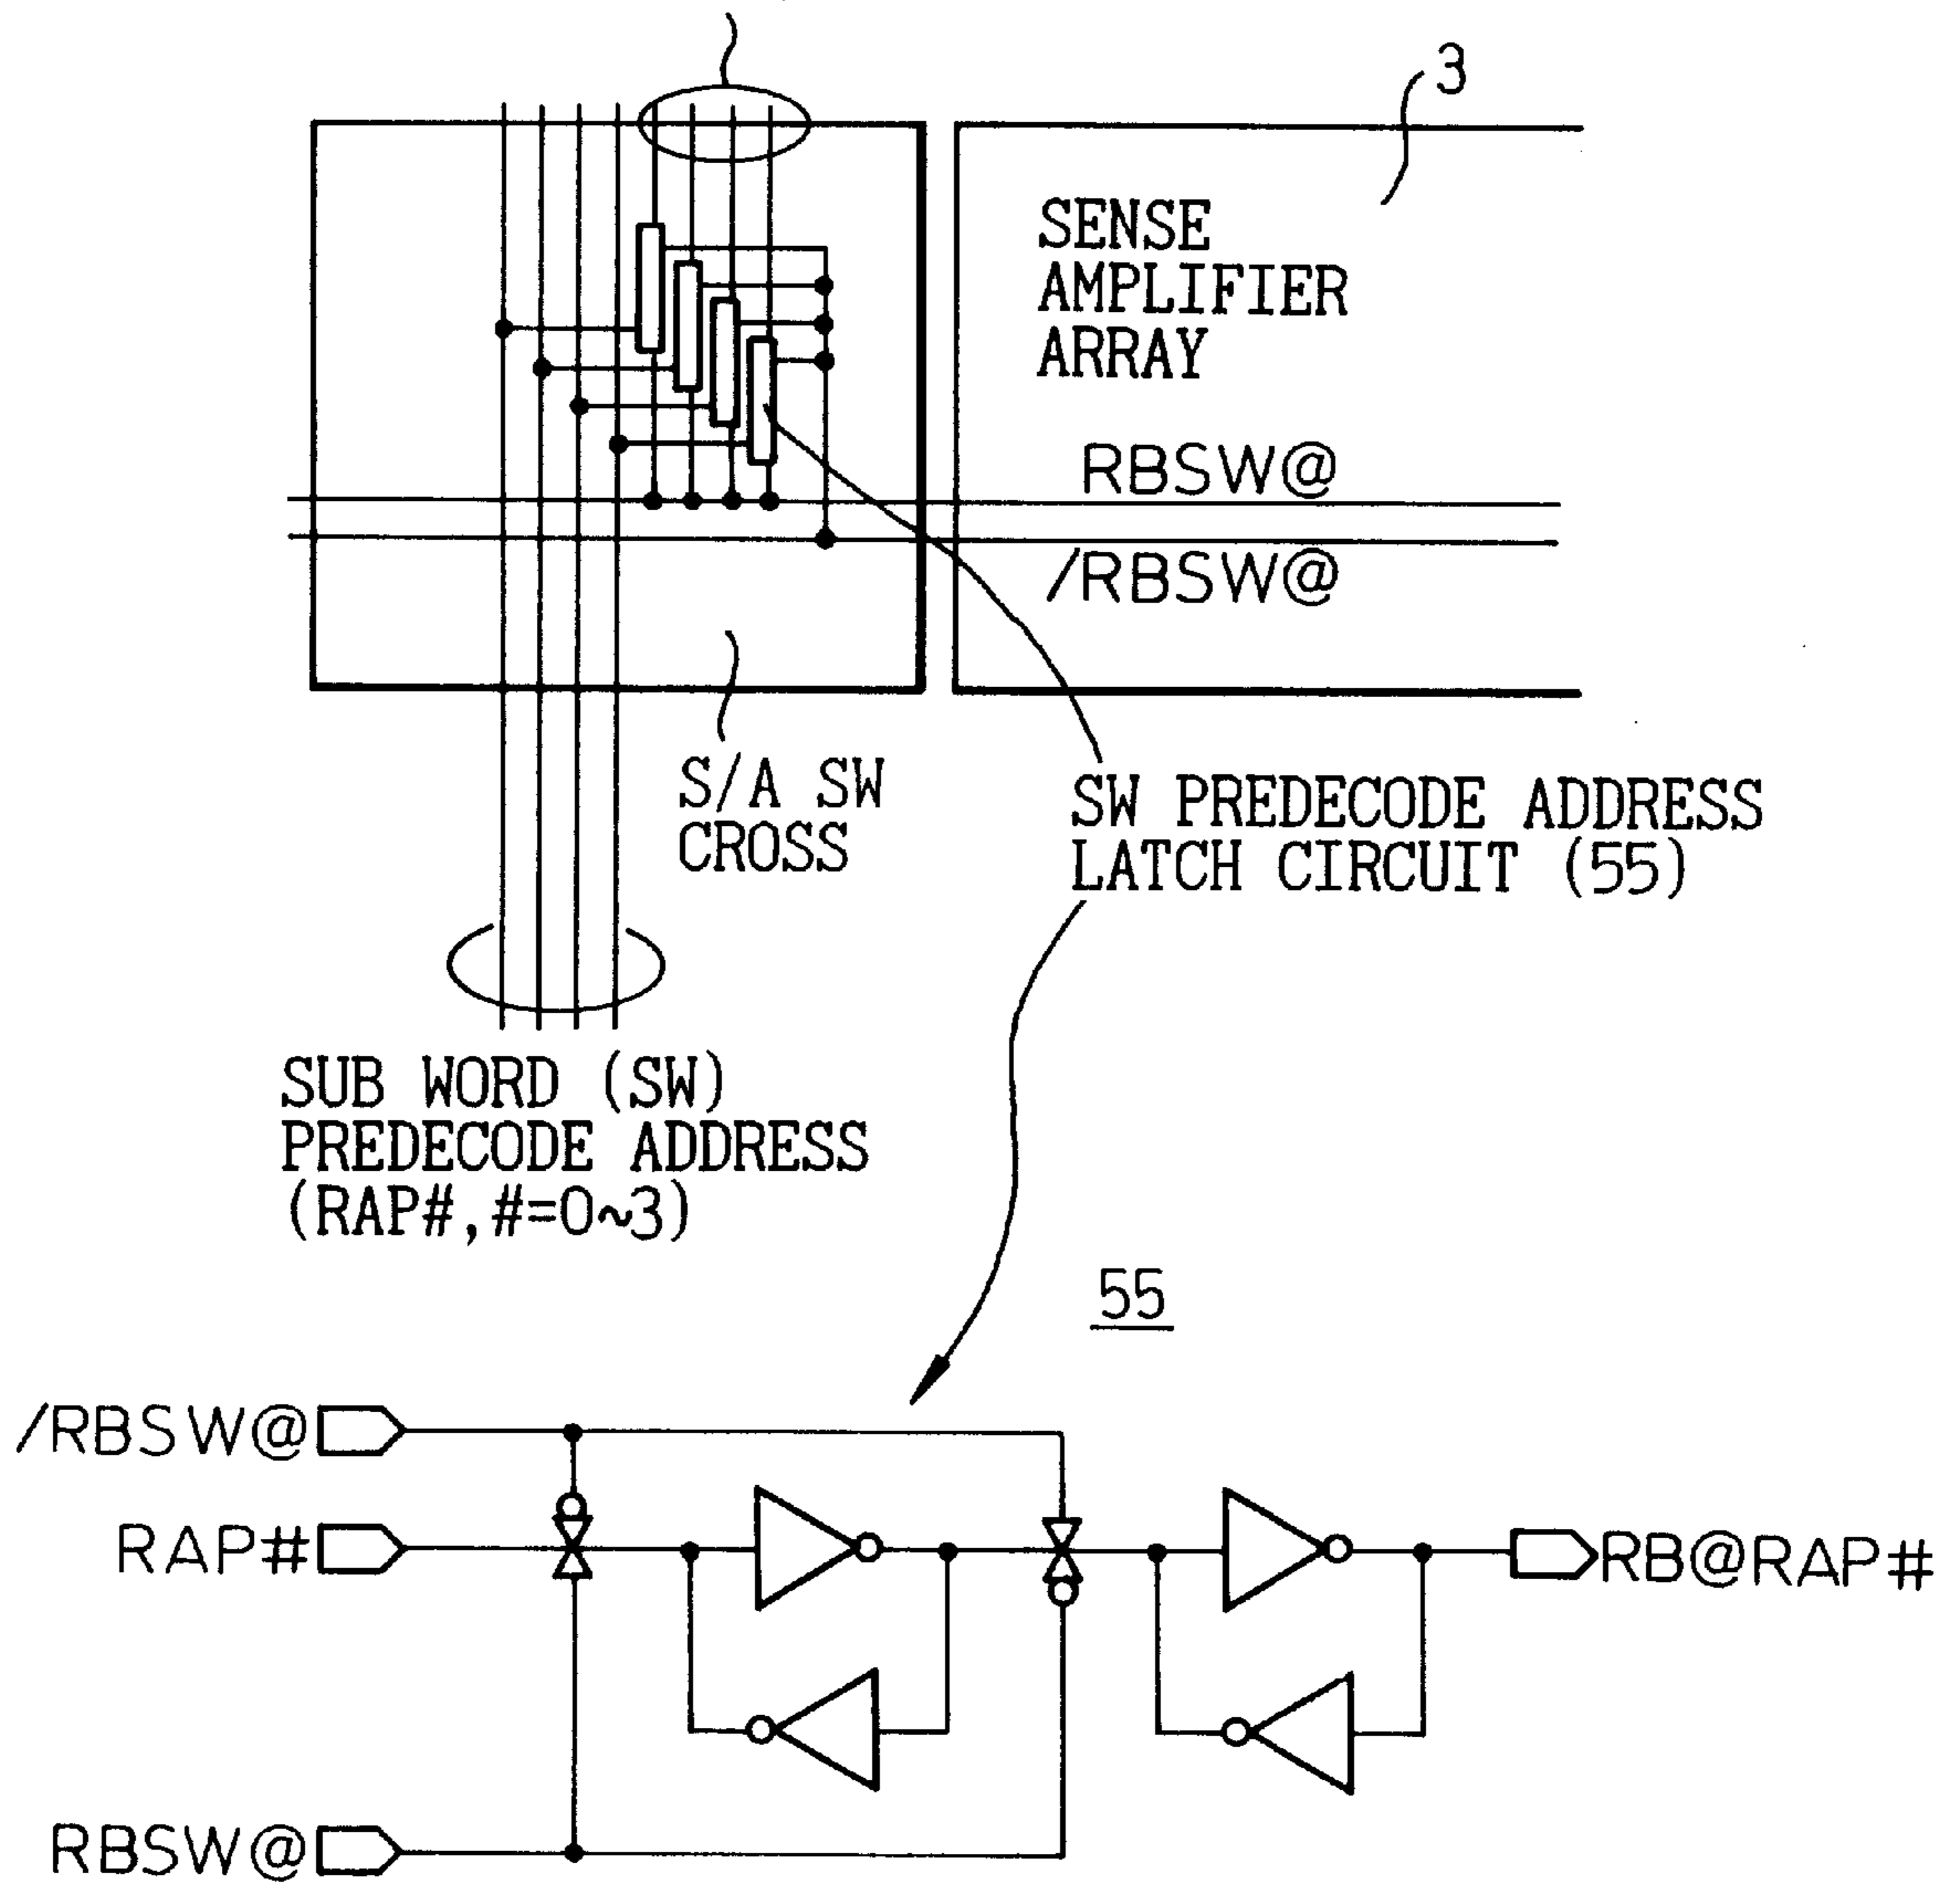 3
SENSE
AMPLIFIER
ARRAY
RBSW@
/RBSW@
S/A SW
CROSS
SW PREDECODE ADDRESS
LATCH CIRCUIT (55)
SUB WORD (SW)
PREDECODE ADDRESS
(RAP#,#=0~3)
55
/RBSW@
RAP#
RB@RAP#
RBSW@